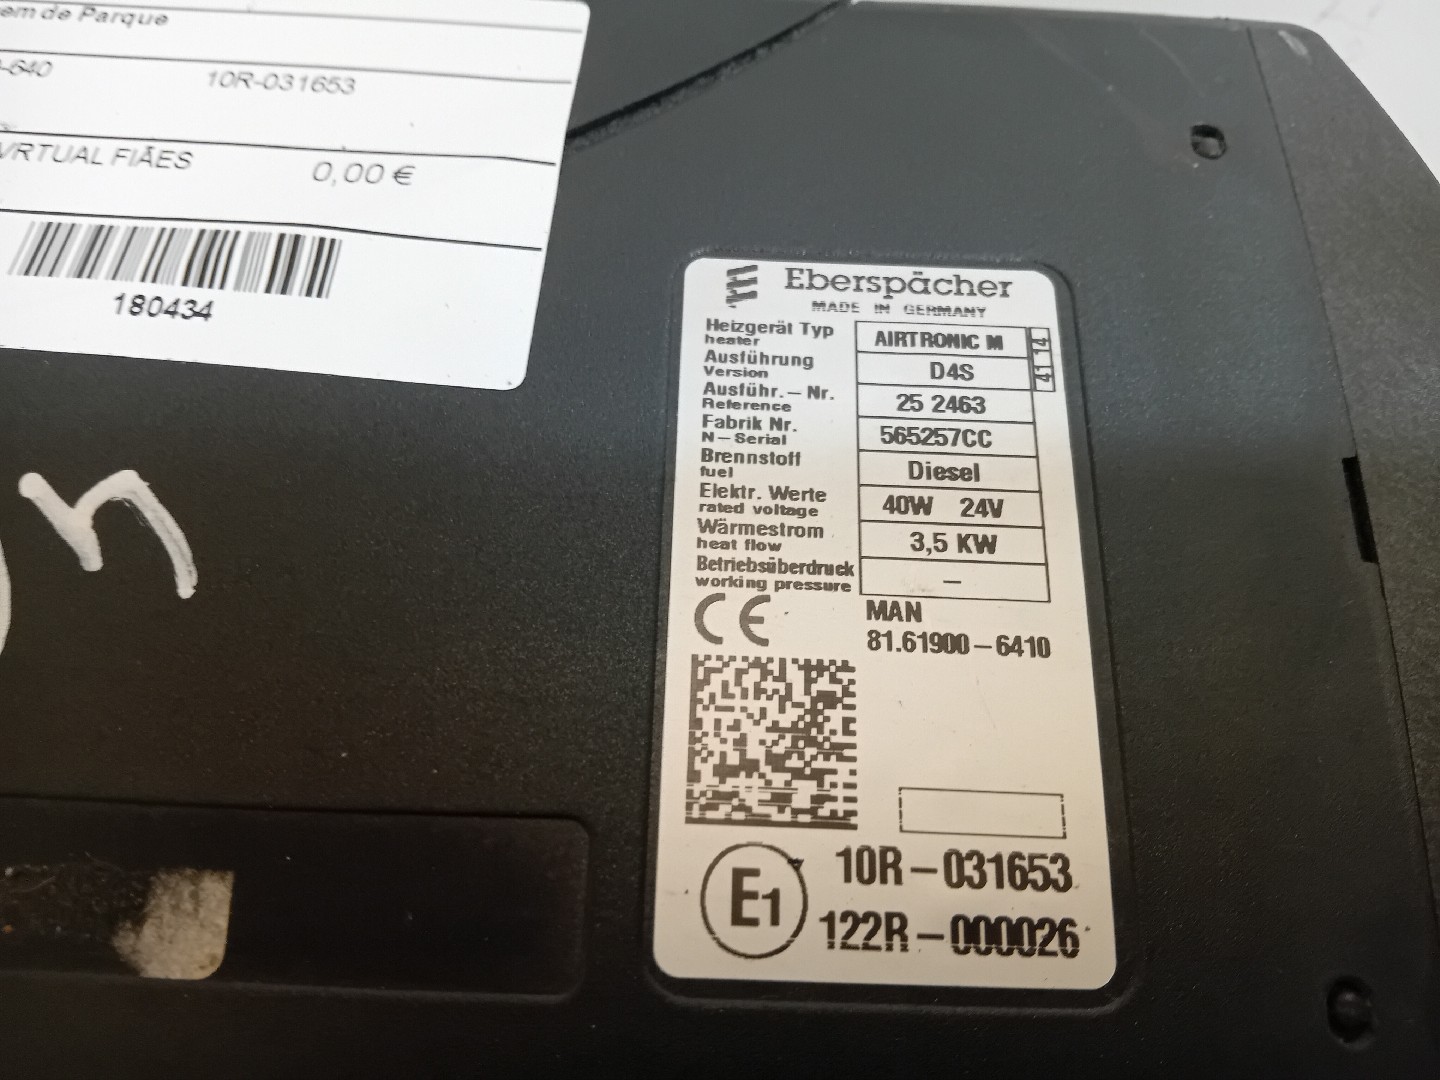 em de Parque
-640 10R-031653
VRTUAL FIÃES 0,00 €
180434
Eberspächer
MADE IN GERMANY
Heizgerät Typ
heater
AIRTRONIC M
41 14
Ausführung
Version
D4S
Ausführ.-Nr.
Reference
25 2463
Fabrik Nr.
N-Serial
565257CC
Brennstoff
fuel
Diesel
Elektr. Werte
rated voltage
40W 24V
Wärmestrom
heat flow
3,5 KW
Betriebsüberdruck
working pressure
–
CE
MAN
81.61900-6410
E1
10R-031653
122R-000026